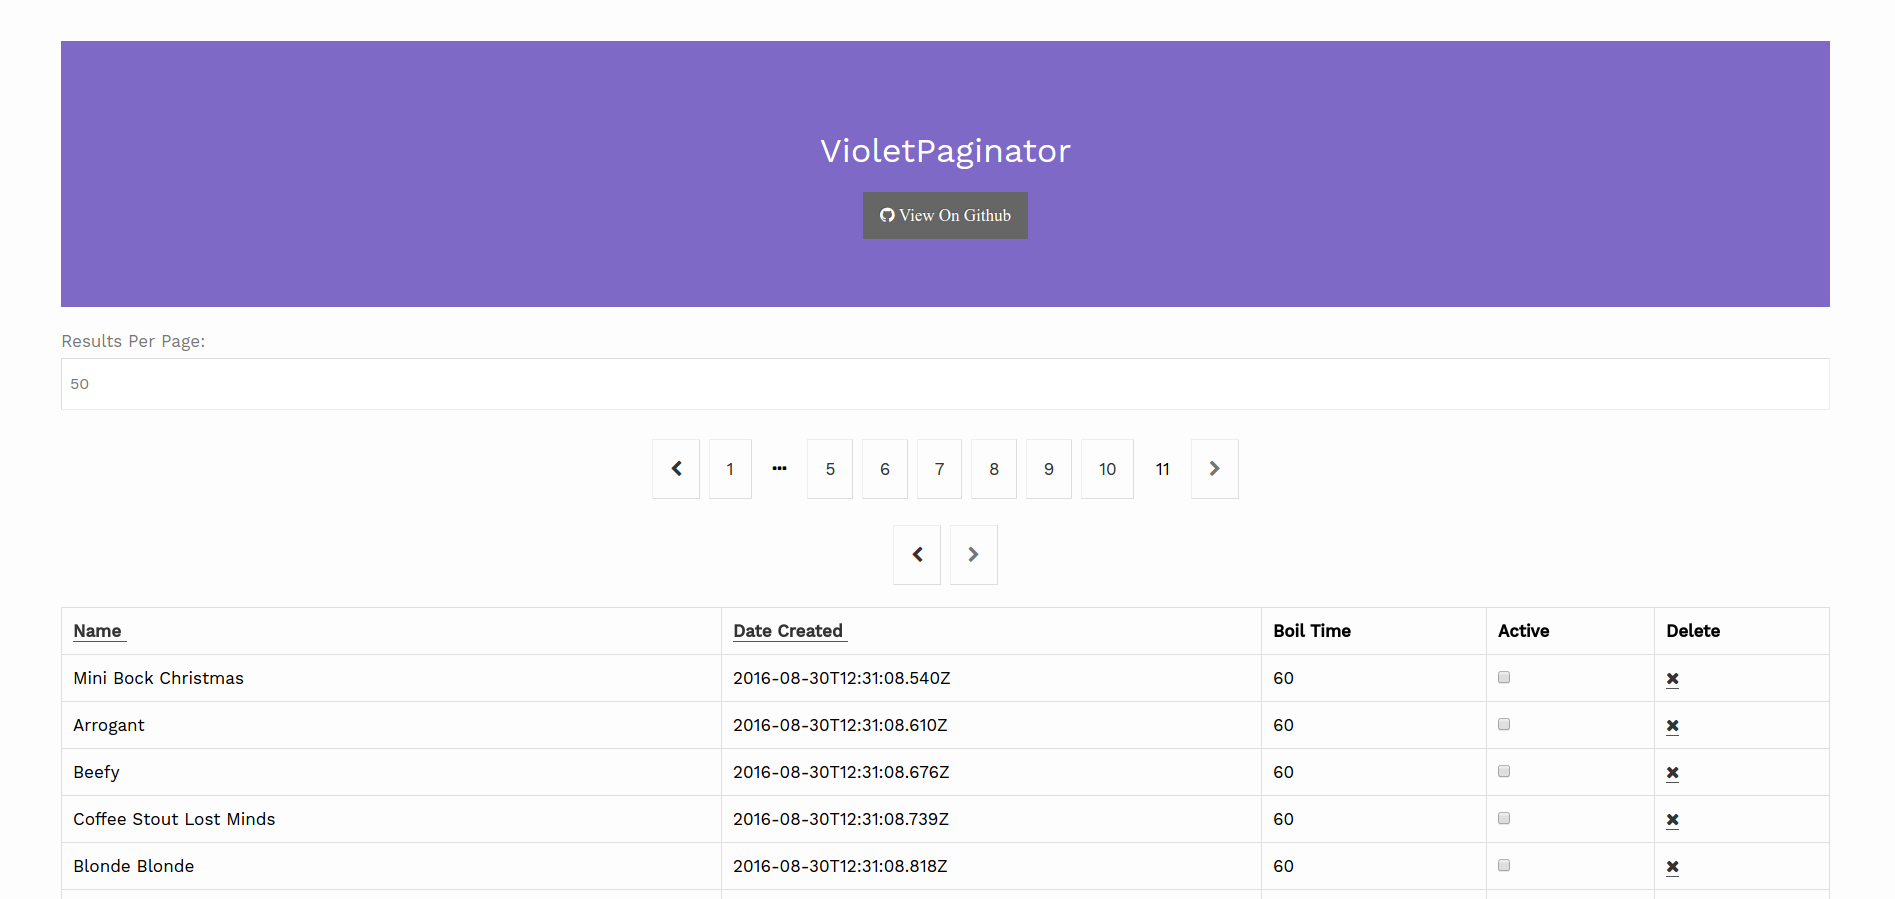 VioletPaginator
View On Github
Results Per Page:
50
1 ... 5 6 7 8 9 10 11
Name Date Created Boil Time Active Delete
Mini Bock Christmas 2016-08-30T12:31:08.540Z 60
Arrogant 2016-08-30T12:31:08.610Z 60
Beefy 2016-08-30T12:31:08.676Z 60
Coffee Stout Lost Minds 2016-08-30T12:31:08.739Z 60
Blonde Blonde 2016-08-30T12:31:08.818Z 60